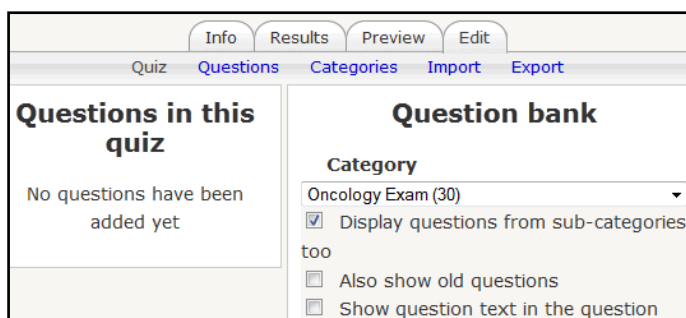 Info Results Preview Edit
Quiz Questions Categories Import Export
Questions in this
quiz
No questions have been
added yet
Question bank
Category
Oncology Exam (30)
Display questions from sub-categories
too
Also show old questions
Show question text in the question